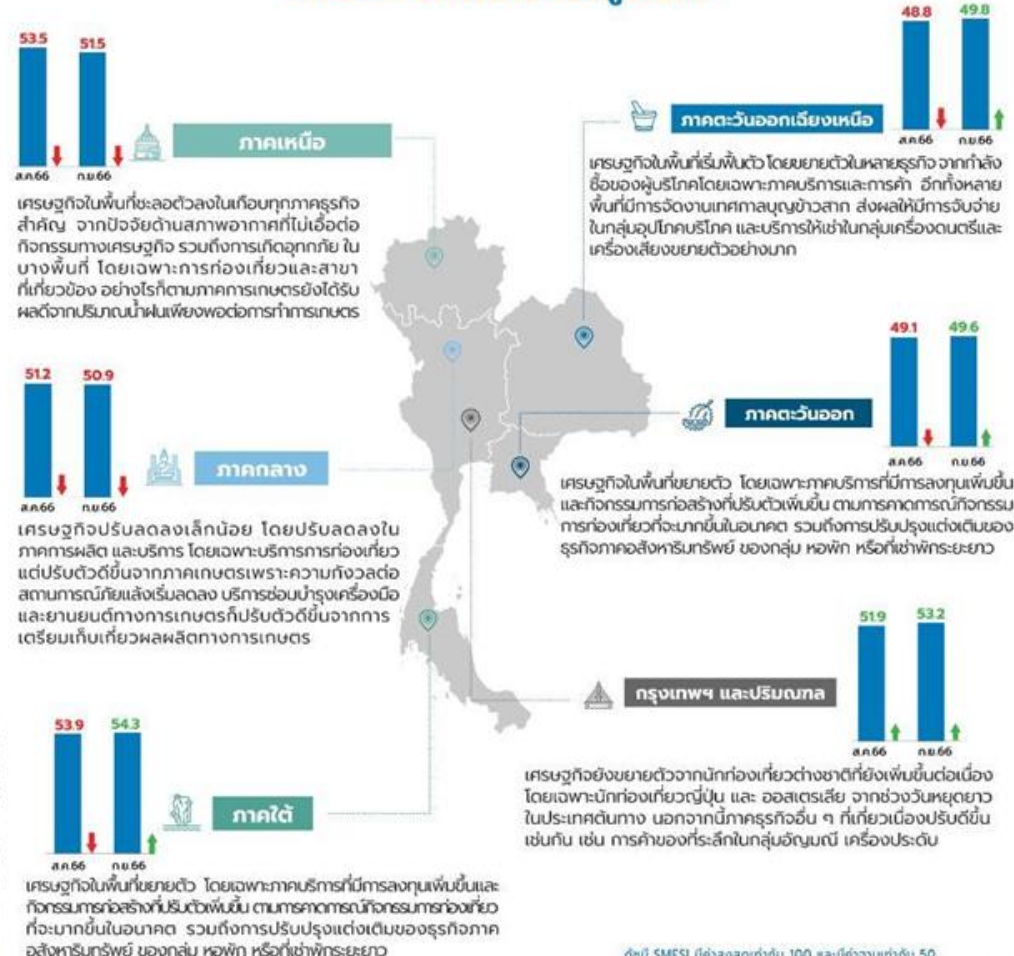 53.5 51.5
ส.ค.66 ก.ย.66
ภาคเหนือ
เศรษฐกิจในพื้นที่ชะลอตัวลงในเกือบทุกภาคธุรกิจ
สำคัญ จากปัจจัยด้านสภาพอากาศที่ไม่เอื้อต่อ
กิจกรรมทางเศรษฐกิจ รวมถึงการเกิดอุทกภัย ใน
บางพื้นที่ โดยเฉพาะการท่องเที่ยวและสาขา
ที่เกี่ยวข้อง อย่างไรก็ตามภาคการเกษตรยังได้รับ
ผลดีจากปริมาณน้ำฝนเพียงพอต่อการทำการเกษตร
48.8 49.8
ส.ค.66 ก.ย.66
ภาคตะวันออกเฉียงเหนือ
เศรษฐกิจในพื้นที่เริ่มฟื้นตัว โดยขยายตัวในหลายธุรกิจ จากกำลัง
ซื้อของผู้บริโภคโดยเฉพาะภาคบริการและการค้า อีกทั้งหลาย
พื้นที่มีการจัดงานเทศกาลบุญข้าวสาก ส่งผลให้มีการจับจ่าย
ในกลุ่มอุปโภคบริโภค และบริการให้เช่าในกลุ่มเครื่องดนตรีและ
เครื่องเสียงขยายตัวอย่างมาก
51.2 50.9
ส.ค.66 ก.ย.66
ภาคกลาง
เศรษฐกิจปรับลดลงเล็กน้อย โดยปรับลดลงใน
ภาคการผลิต และบริการ โดยเฉพาะบริการการท่องเที่ยว
แต่ปรับตัวดีขึ้นจากภาคเกษตรเพราะความกังวลต่อ
สถานการณ์ภัยแล้งเริ่มลดลง บริการซ่อมบำรุงเครื่องมือ
และยานยนต์ทางการเกษตรก็ปรับตัวดีขึ้นจากการ
เตรียมเก็บเกี่ยวผลผลิตทางการเกษตร
49.1 49.6
ส.ค.66 ก.ย.66
ภาคตะวันออก
เศรษฐกิจในพื้นที่ขยายตัว โดยเฉพาะภาคบริการที่มีการลงทุนเพิ่มขึ้น
และกิจกรรมการก่อสร้างที่ปรับตัวเพิ่มขึ้น ตามการคาดการณ์กิจกรรม
การท่องเที่ยวที่จะมากขึ้นในอนาคต รวมถึงการปรับปรุงแต่งเติมของ
ธุรกิจภาคอสังหาริมทรัพย์ ของกลุ่ม หอพัก หรือที่เช่าพักระยะยาว
51.9 53.2
ส.ค.66 ก.ย.66
กรุงเทพฯ และปริมณฑล
เศรษฐกิจยังขยายตัวจากนักท่องเที่ยวต่างชาติที่ยังเพิ่มขึ้นต่อเนื่อง
โดยเฉพาะนักท่องเที่ยวญี่ปุ่น และ ออสเตรเลีย จากช่วงวันหยุดยาว
ในประเทศต้นทาง นอกจากนี้ภาคธุรกิจอื่น ๆ ที่เกี่ยวเนื่องปรับดีขึ้น
เช่นกัน เช่น การค้าของที่ระลึกในกลุ่มอัญมณี เครื่องประดับ
53.9 54.3
ส.ค.66 ก.ย.66
ภาคใต้
เศรษฐกิจในพื้นที่ขยายตัว โดยเฉพาะภาคบริการที่มีการลงทุนเพิ่มขึ้นและ
กิจกรรมการก่อสร้างที่ปรับตัวเพิ่มขึ้น ตามการคาดการณ์กิจกรรมการท่องเที่ยว
ที่จะมากขึ้นในอนาคต รวมถึงการปรับปรุงแต่งเติมของธุรกิจภาค
อสังหาริมทรัพย์ ของกลุ่ม หอพัก หรือที่เช่าพักระยะยาว
ดัชนี SMESI มีค่าสูงสุดเท่ากับ 100 และมีค่าฐานเท่ากับ 50